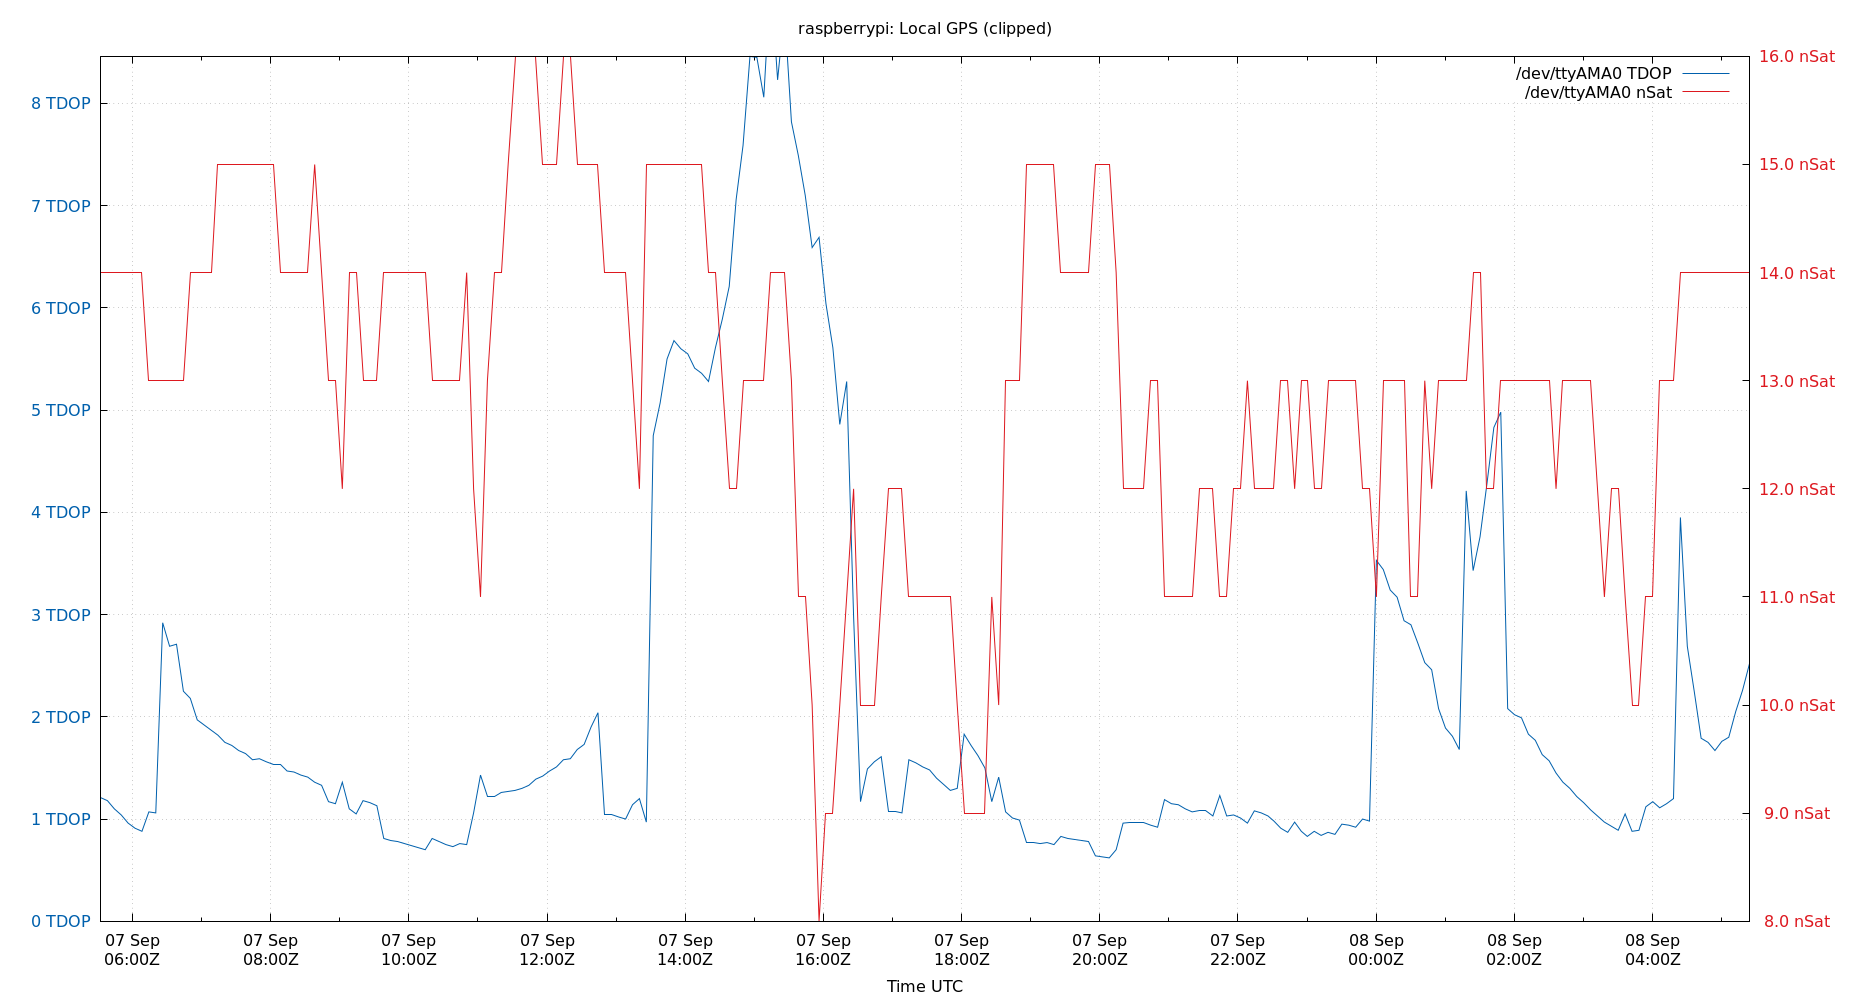 raspberrypi: Local GPS (clipped)
/dev/ttyAMA0 TDOP
/dev/ttyAMA0 nSat
8 TDOP
7 TDOP
6 TDOP
5 TDOP
4 TDOP
3 TDOP
2 TDOP
1 TDOP
0 TDOP
16.0 nSat
15.0 nSat
14.0 nSat
13.0 nSat
12.0 nSat
11.0 nSat
10.0 nSat
9.0 nSat
8.0 nSat
07 Sep
06:00Z
07 Sep
08:00Z
07 Sep
10:00Z
07 Sep
12:00Z
07 Sep
14:00Z
07 Sep
16:00Z
07 Sep
18:00Z
07 Sep
20:00Z
07 Sep
22:00Z
08 Sep
00:00Z
08 Sep
02:00Z
08 Sep
04:00Z
Time UTC